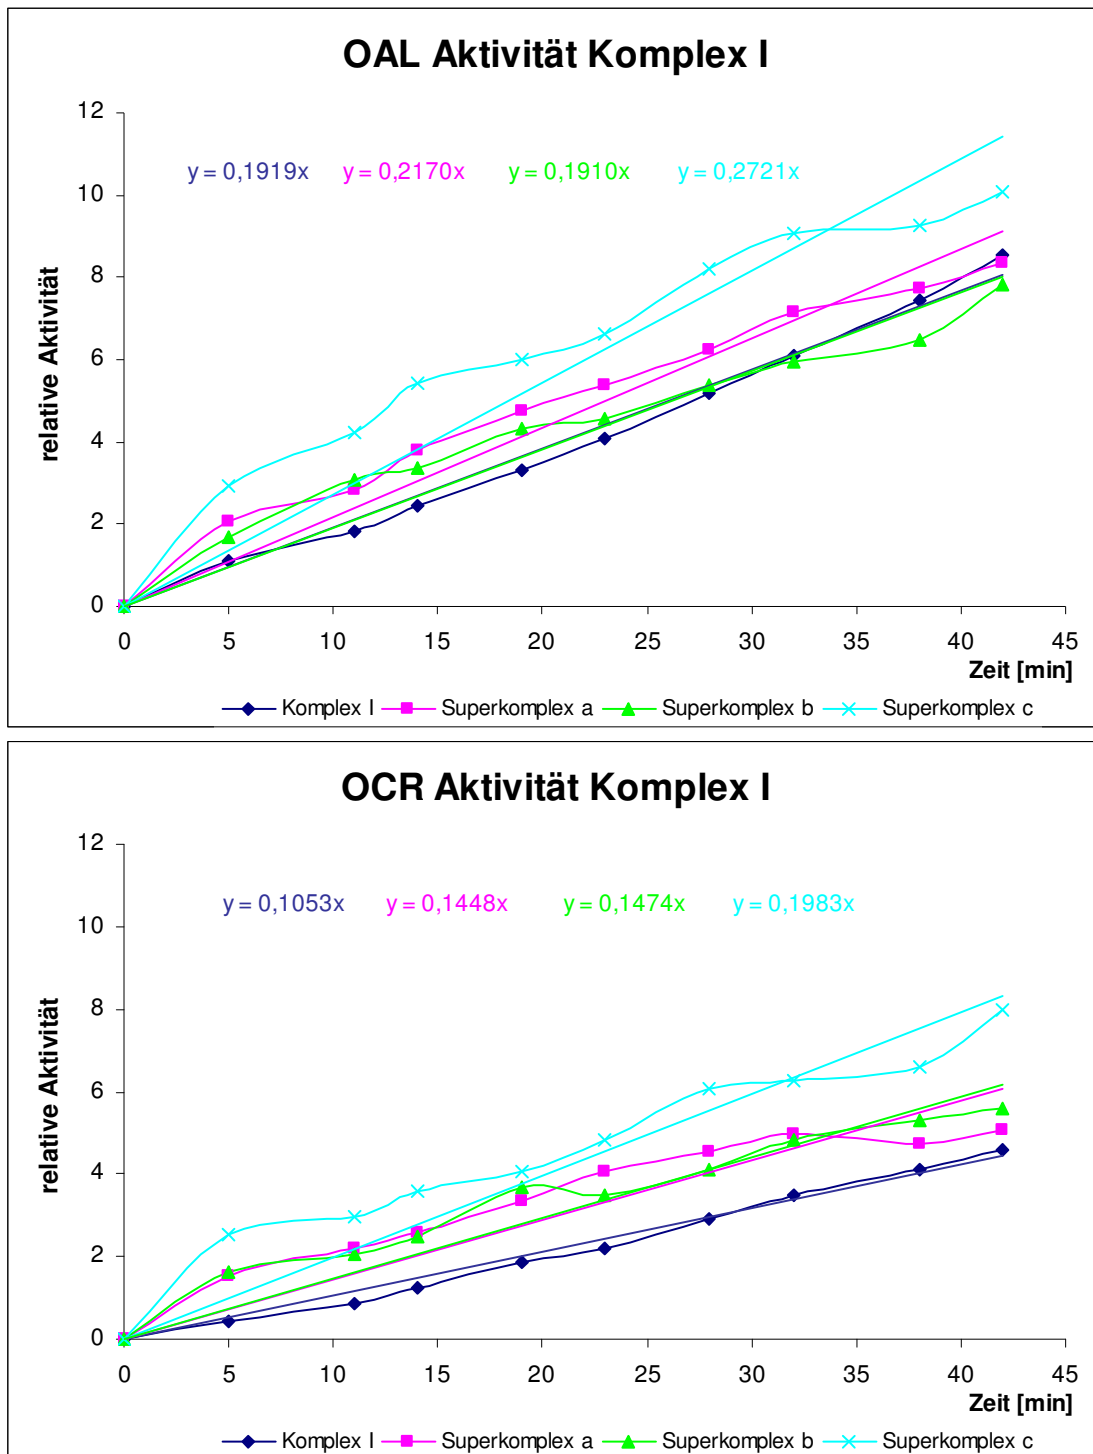 OAL Aktivität Komplex I
12
y = 0,1919x y = 0,2170x y = 0,1910x y = 0,2721x
10
8
relative Aktivität
6
4
2
0
0 5 10 15 20 25 30 35 40 45
Zeit [min]
Komplex I Superkomplex a Superkomplex b Superkomplex c
OCR Aktivität Komplex I
12
y = 0,1053x y = 0,1448x y = 0,1474x y = 0,1983x
10
8
relative Aktivität
6
4
2
0
0 5 10 15 20 25 30 35 40 45
Zeit [min]
Komplex I Superkomplex a Superkomplex b Superkomplex c